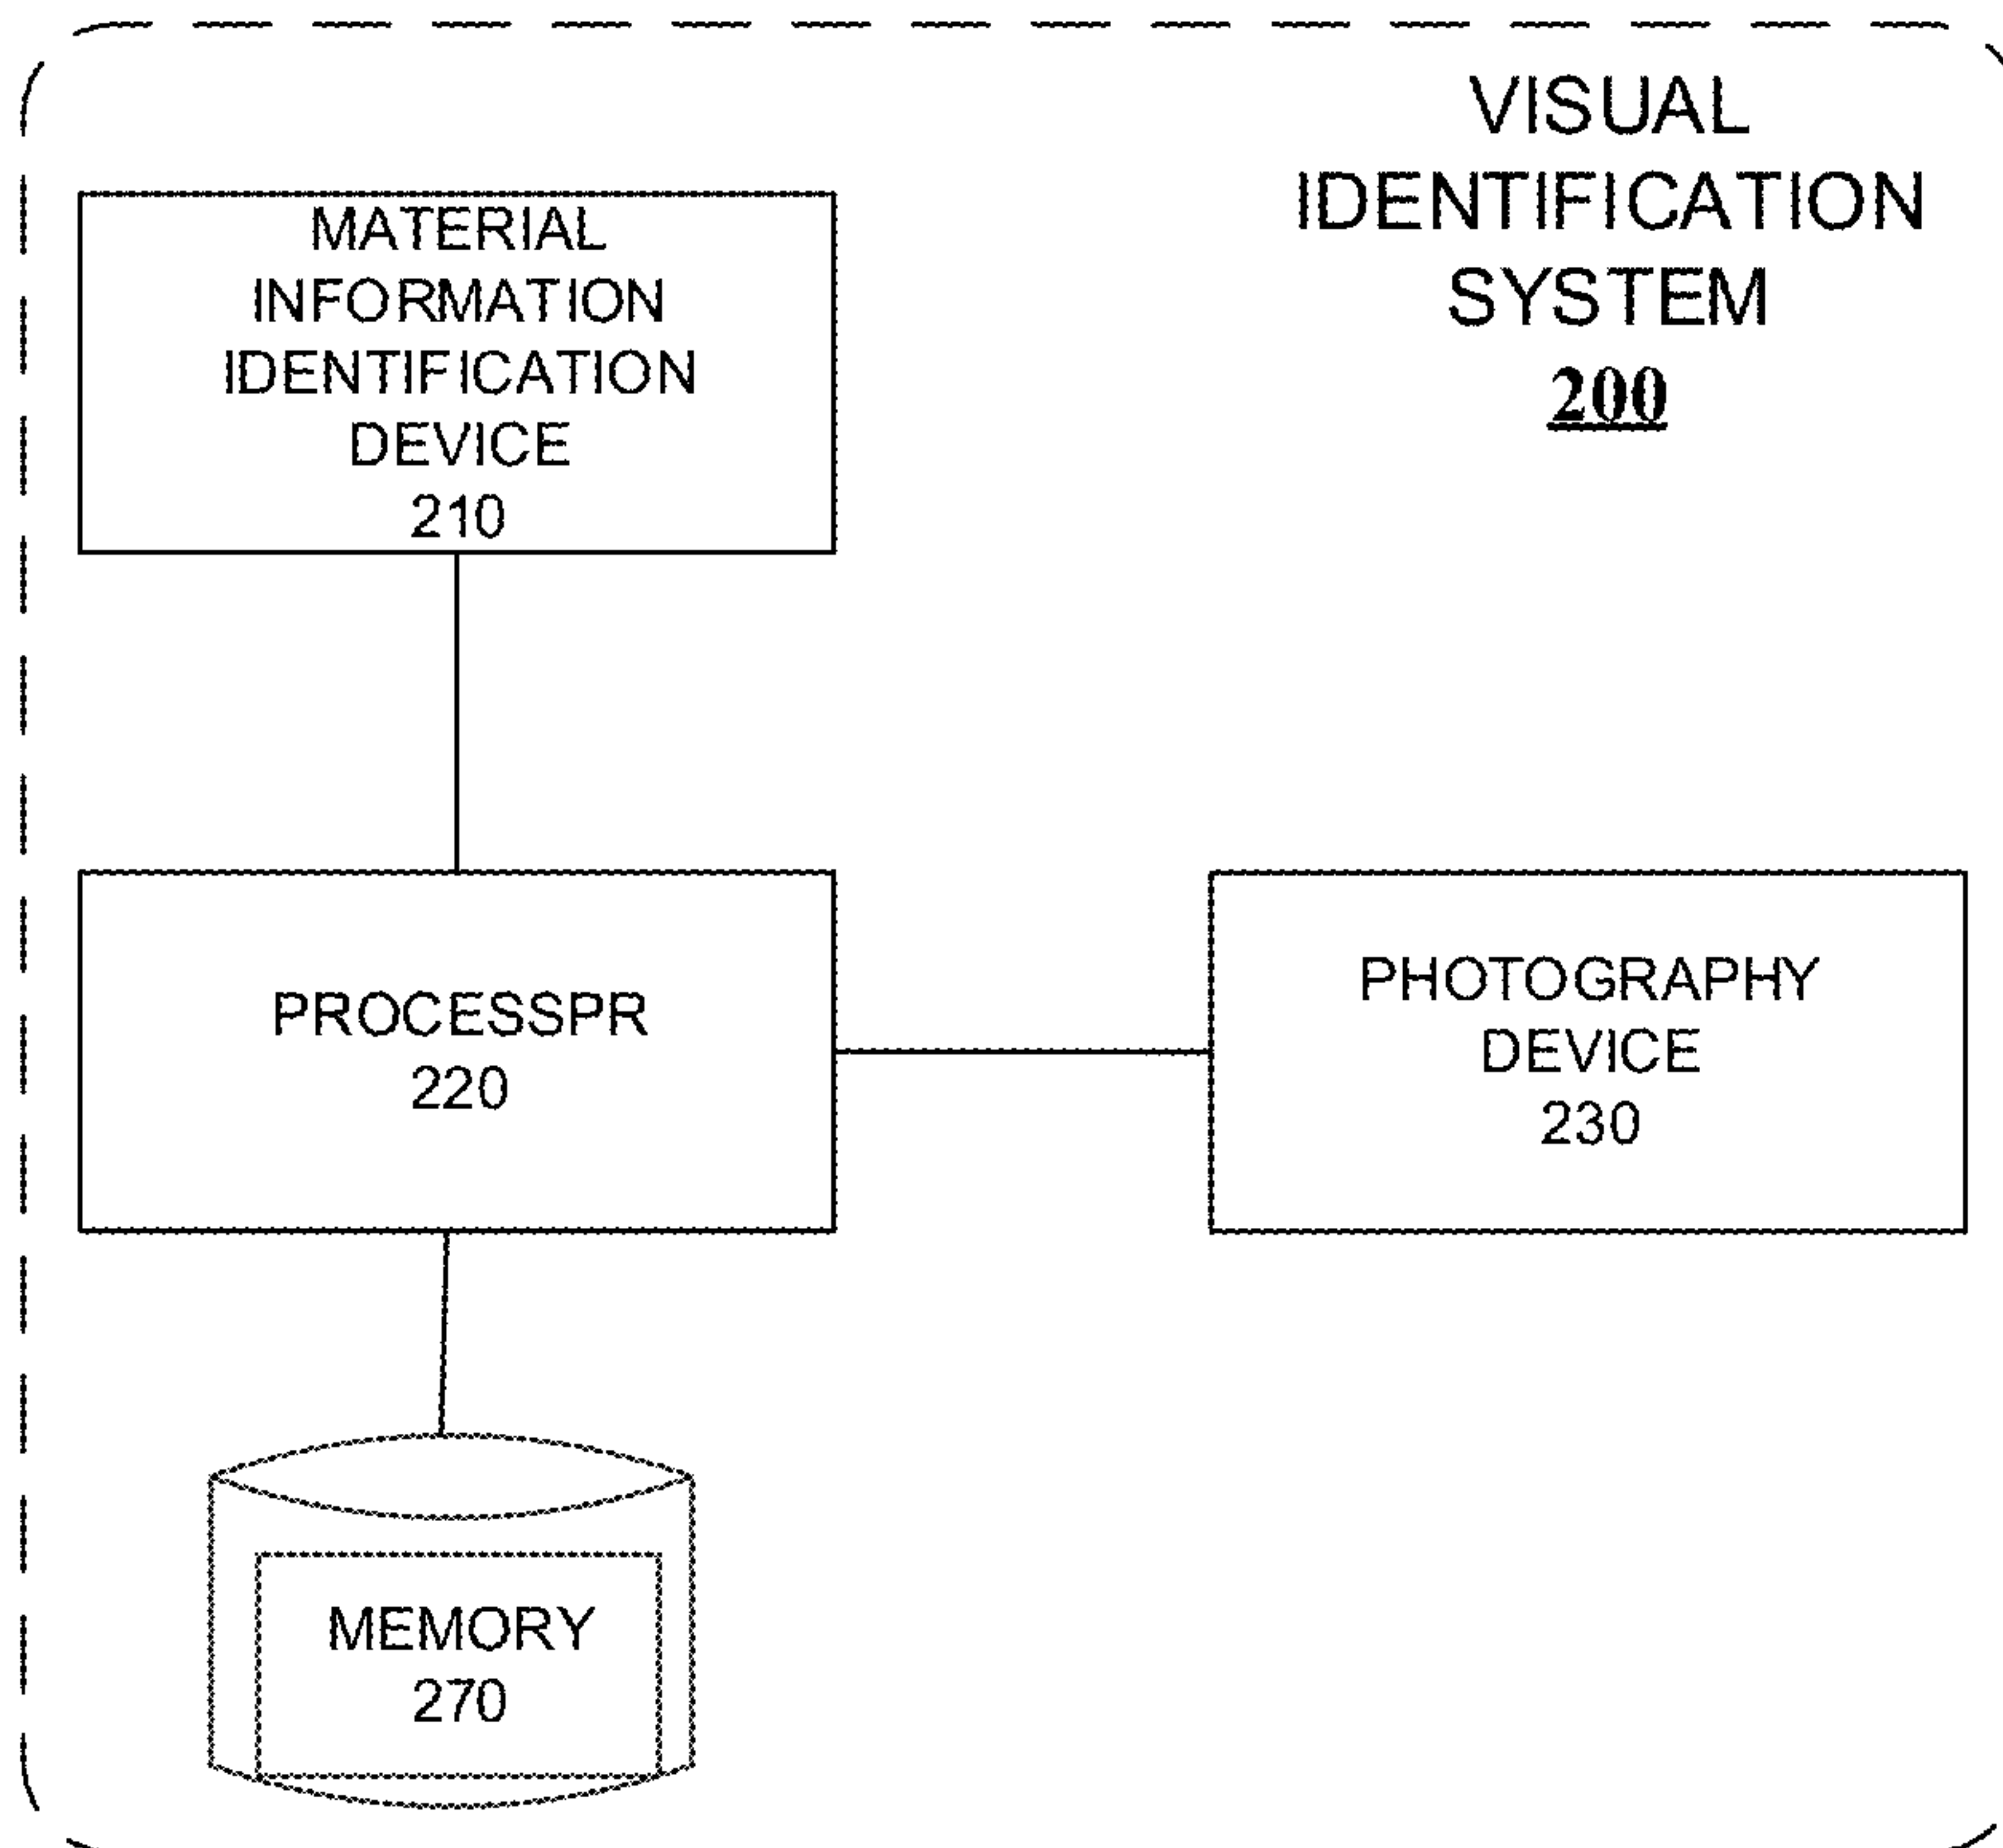 VISUAL
IDENTIFICATION
SYSTEM
200
MATERIAL
INFORMATION
IDENTIFICATION
DEVICE
210
PROCESSPR
220
PHOTOGRAPHY
DEVICE
230
MEMORY
270